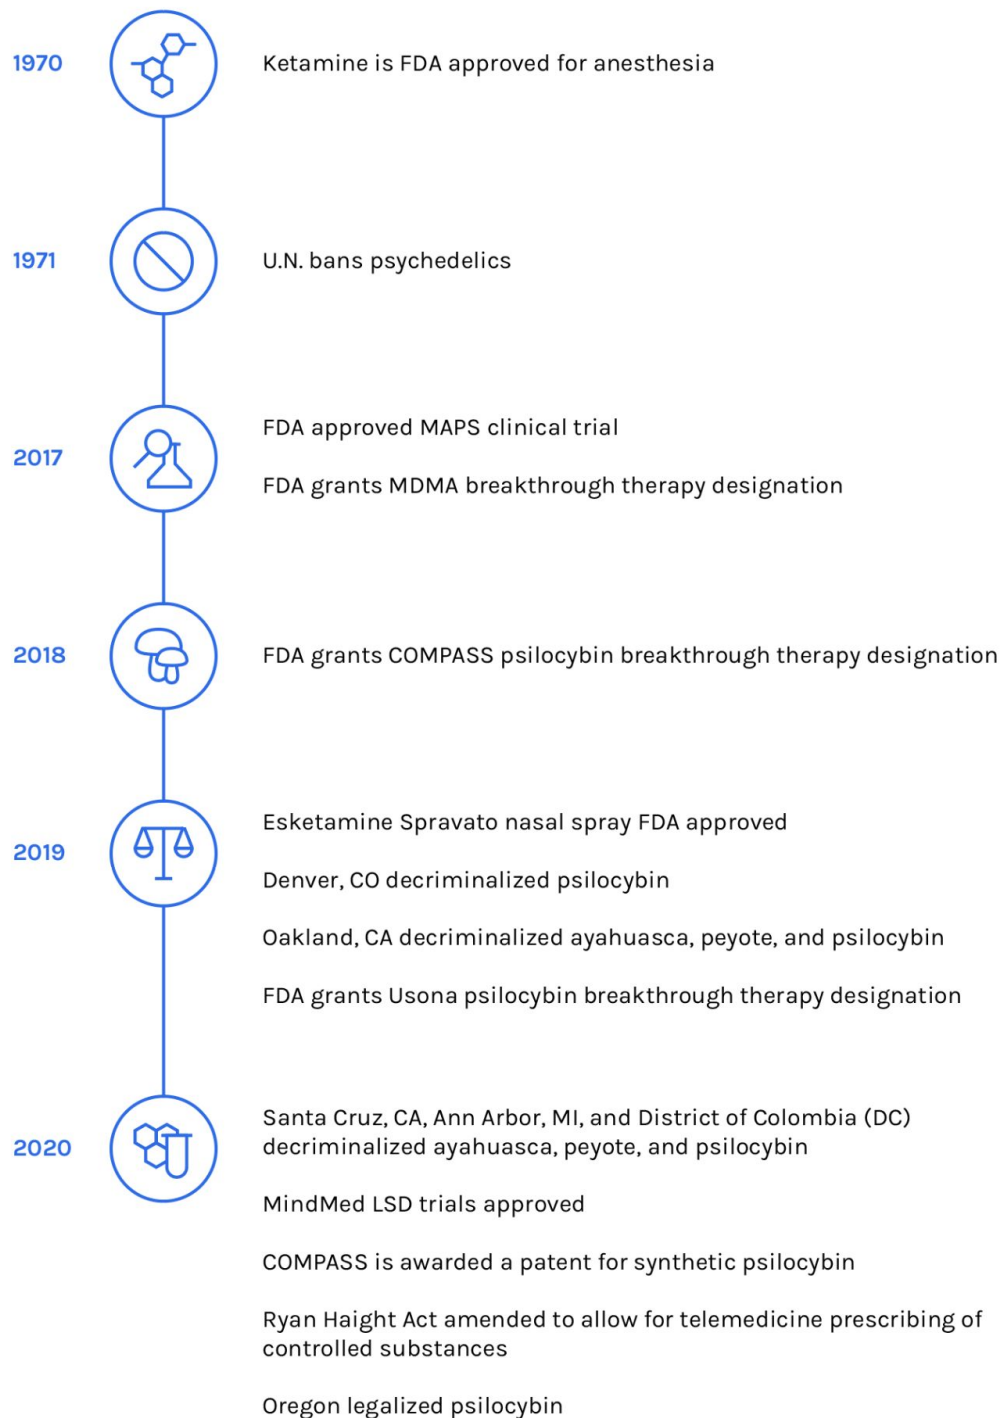 1970
Ketamine is FDA approved for anesthesia
1971
U.N. bans psychedelics
2017
FDA approved MAPS clinical trial
FDA grants MDMA breakthrough therapy designation
2018
FDA grants COMPASS psilocybin breakthrough therapy designation
2019
Esketamine Spravato nasal spray FDA approved
Denver, CO decriminalized psilocybin
Oakland, CA decriminalized ayahuasca, peyote, and psilocybin
FDA grants Usona psilocybin breakthrough therapy designation
2020
Santa Cruz, CA, Ann Arbor, MI, and District of Colombia (DC)
decriminalized ayahuasca, peyote, and psilocybin
MindMed LSD trials approved
COMPASS is awarded a patent for synthetic psilocybin
Ryan Haight Act amended to allow for telemedicine prescribing of
controlled substances
Oregon legalized psilocybin